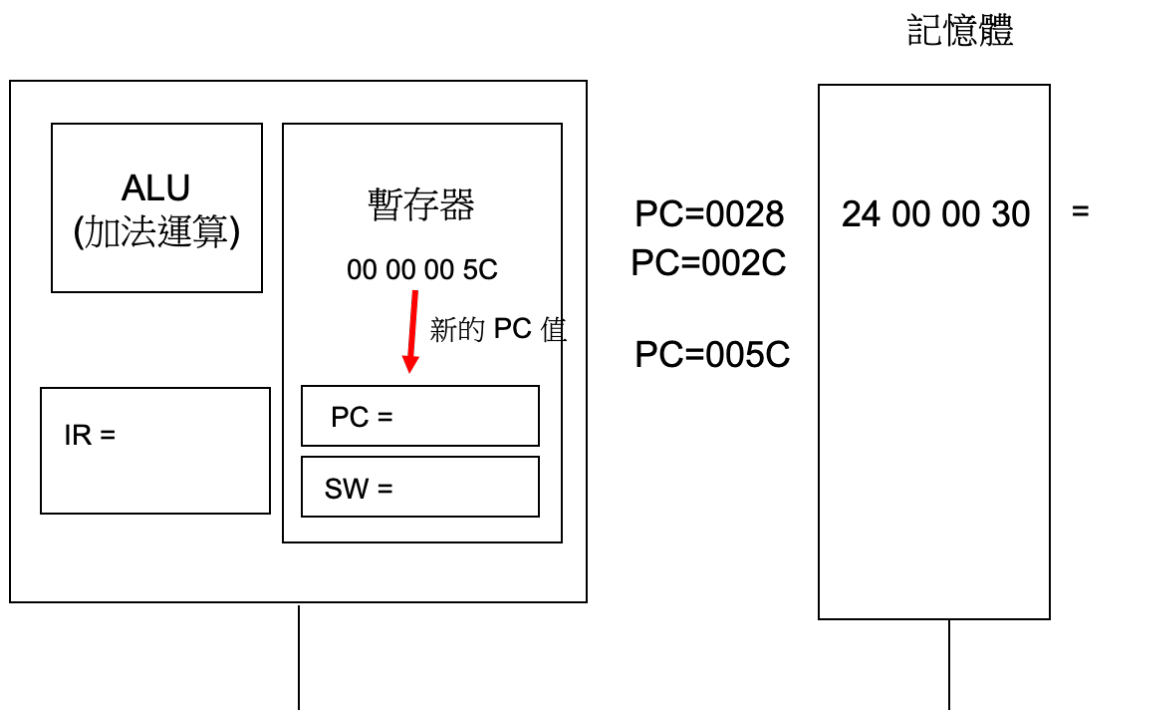 記憶體
ALU
(加法運算)
暫存器
00 00 00 5C
新的 PC 值
PC =
SW =
IR =
PC=0028
24 00 00 30
=
PC=002C
PC=005C